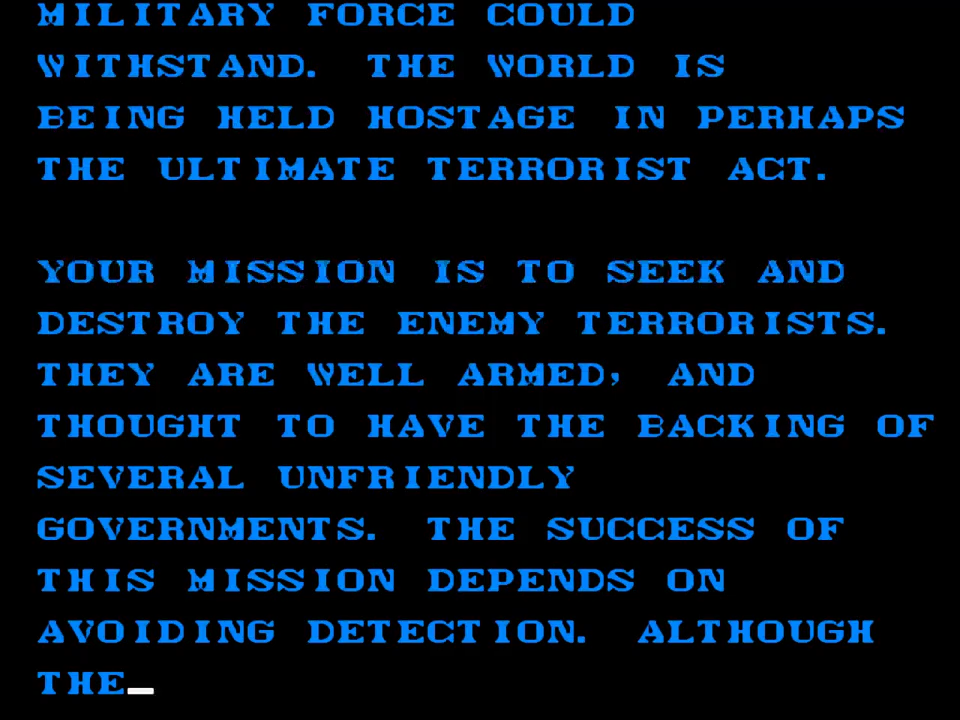 MILITARY FORCE COULD
WITHSTAND. THE WORLD IS
BEING HELD HOSTAGE IN PERHAPS
THE ULTIMATE TERRORIST ACT.
YOUR MISSION IS TO SEEK AND
DESTROY THE ENEMY TERRORISTS.
THEY ARE WELL ARMED, AND
THOUGHT TO HAVE THE BACKING OF
SEVERAL UNFRIENDLY
GOVERNMENTS. THE SUCCESS OF
THIS MISSION DEPENDS ON
AVOIDING DETECTION. ALTHOUGH
THE